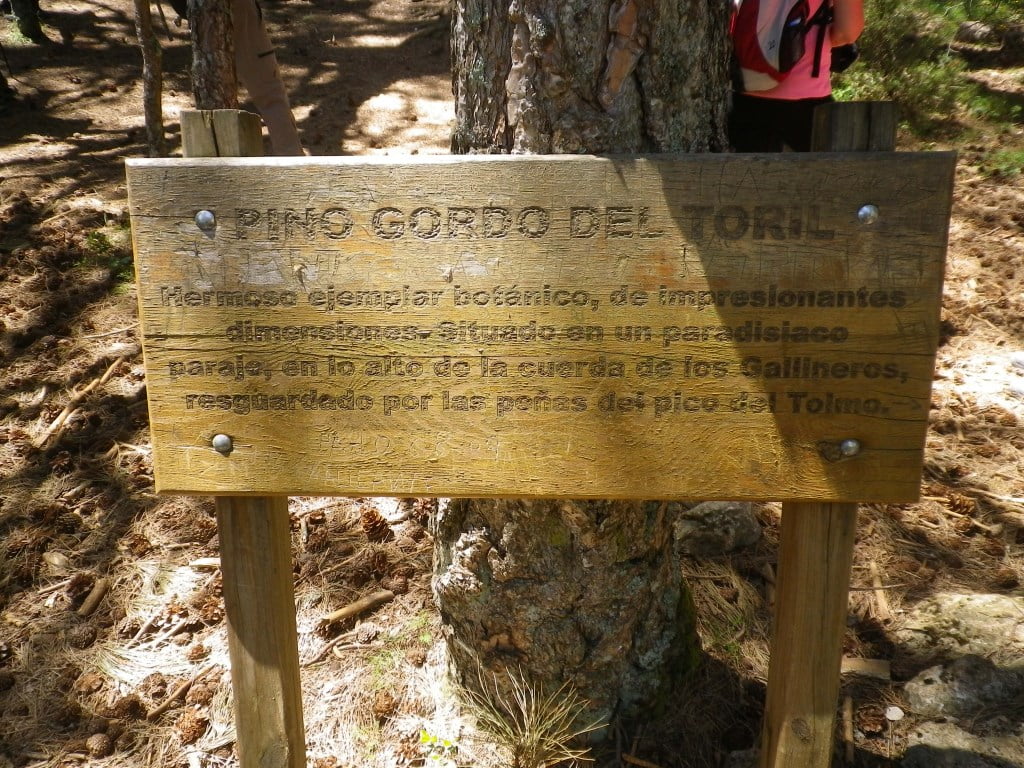 PINO GORDO DEL TORIL
Hermoso ejemplar botánico, de impresionantes
dimensiones. Situado en un paradisiaco
paraje, en lo alto de la cuerda de los Gallineros,
resguardado por las peñas del pico del Tolmo.